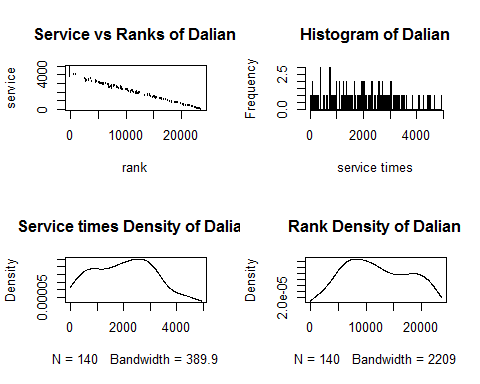 Service vs Ranks of Dalian
service
0 4000
0 10000 20000
rank
Histogram of Dalian
Frequency
0.0 2.5
0 2000 4000
service times
Service times Density of Dalia
Density
0.00005
0 2000 4000
N = 140 Bandwidth = 389.9
Rank Density of Dalian
Density
2.0e-05
0 10000 20000
N = 140 Bandwidth = 2209